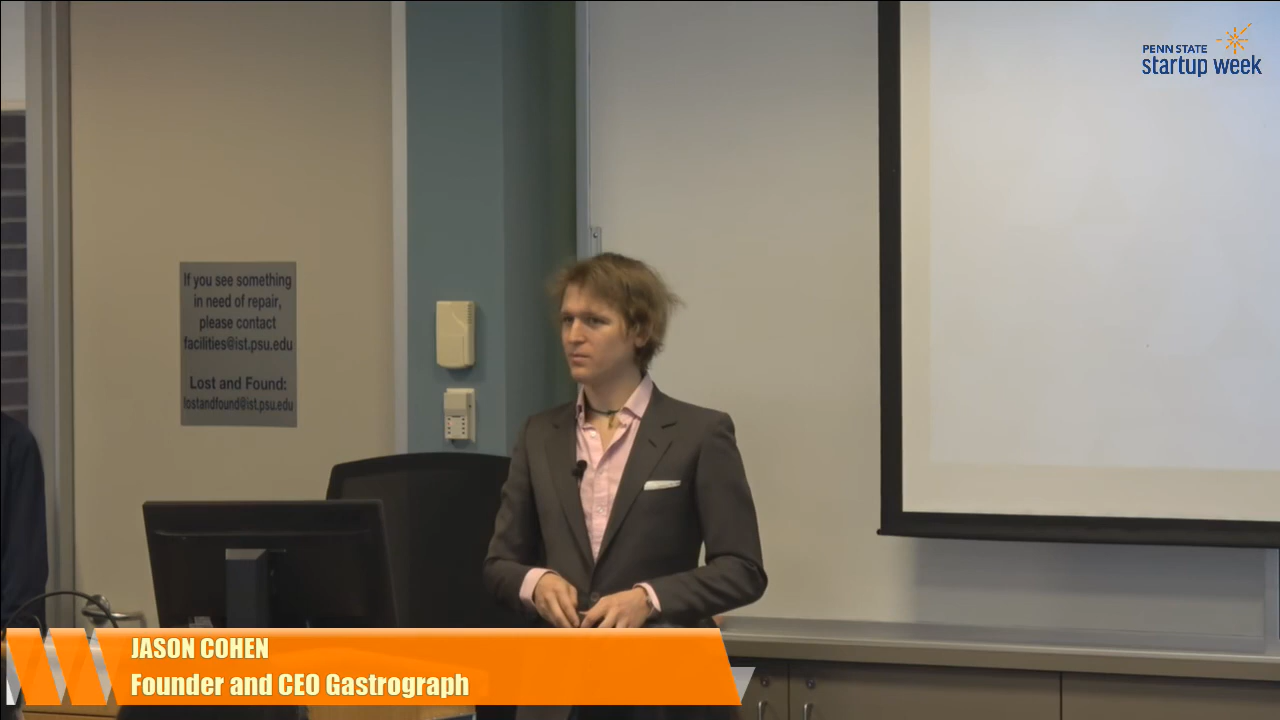 PENN STATE
startup week
If you see something
in need of repair,
please contact
facilities@ist.psu.edu
Lost and Found:
lostandfound@ist.psu.edu
JASON COHEN
Founder and CEO Gastrograph